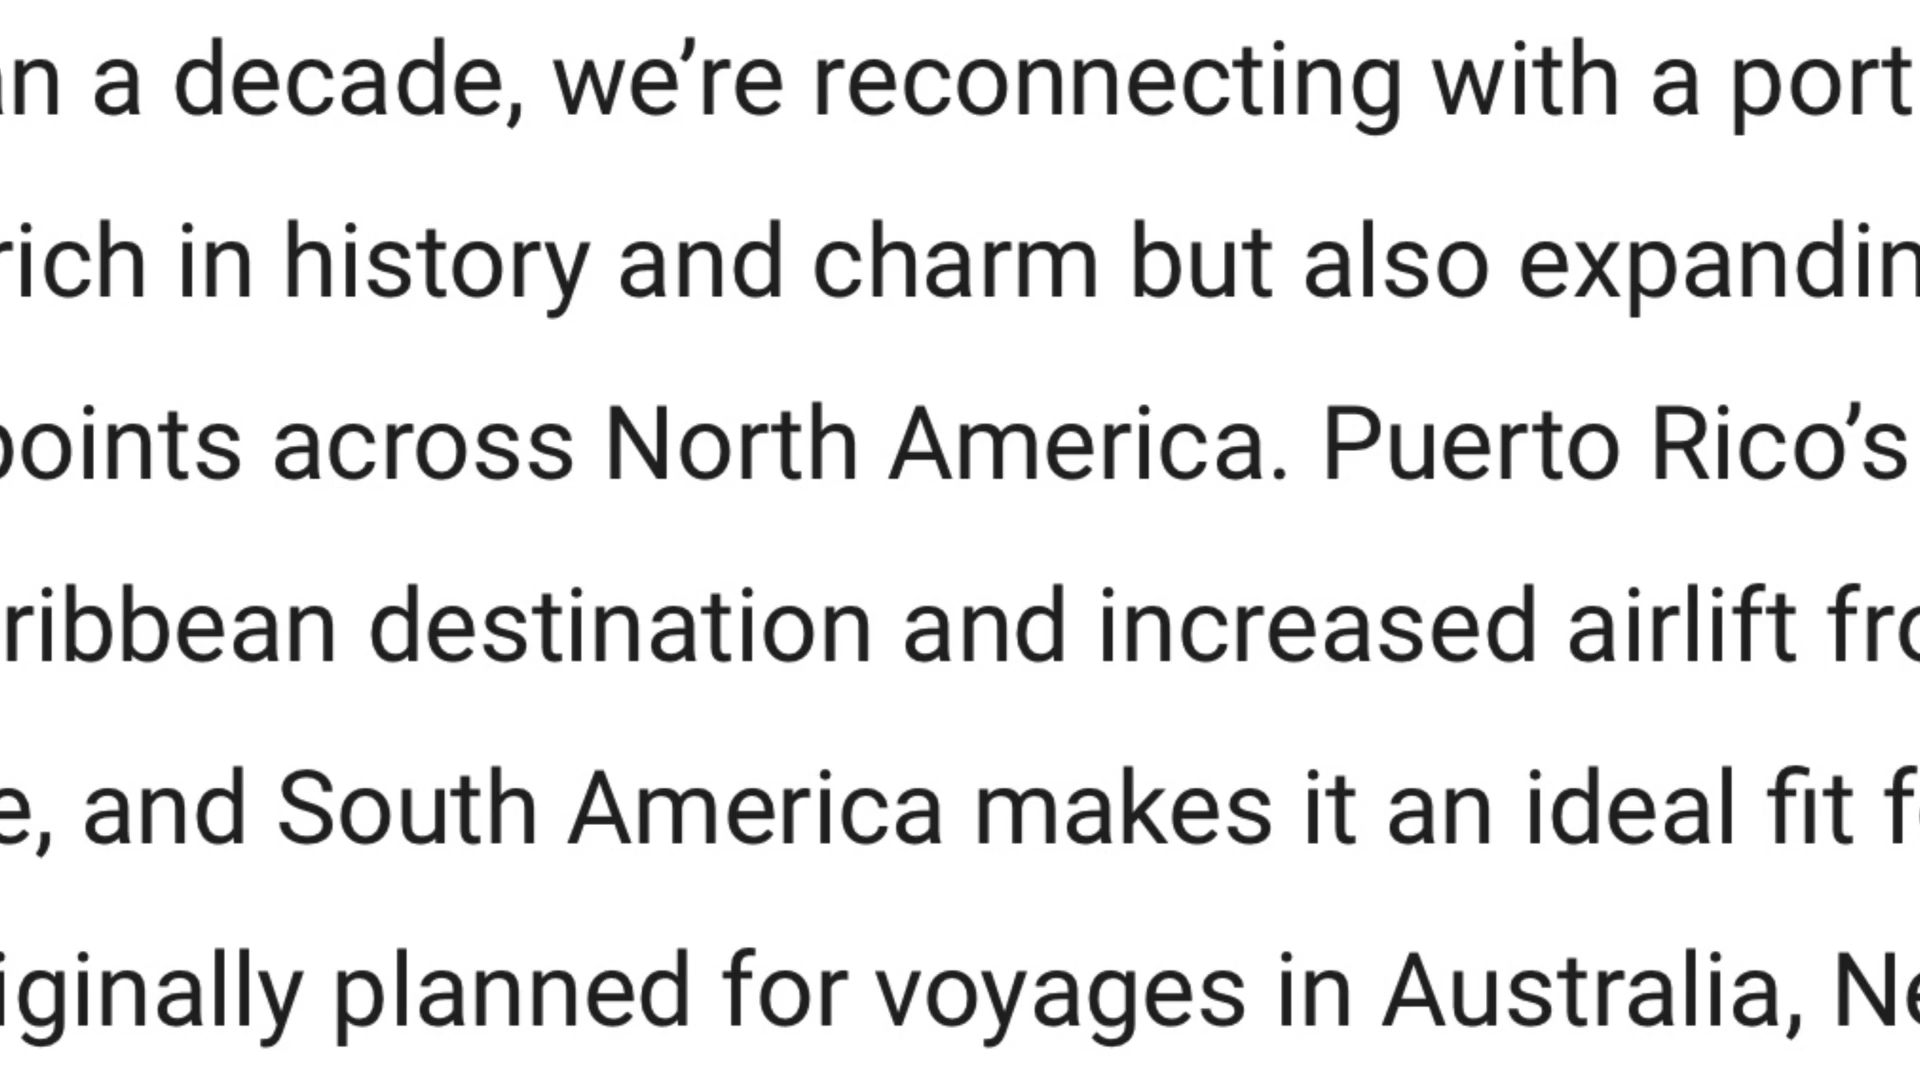 an a decade, we’re reconnecting with a port
rich in history and charm but also expandin
points across North America. Puerto Rico’s
ribbean destination and increased airlift fro
e, and South America makes it an ideal fit fo
iginally planned for voyages in Australia, Ne